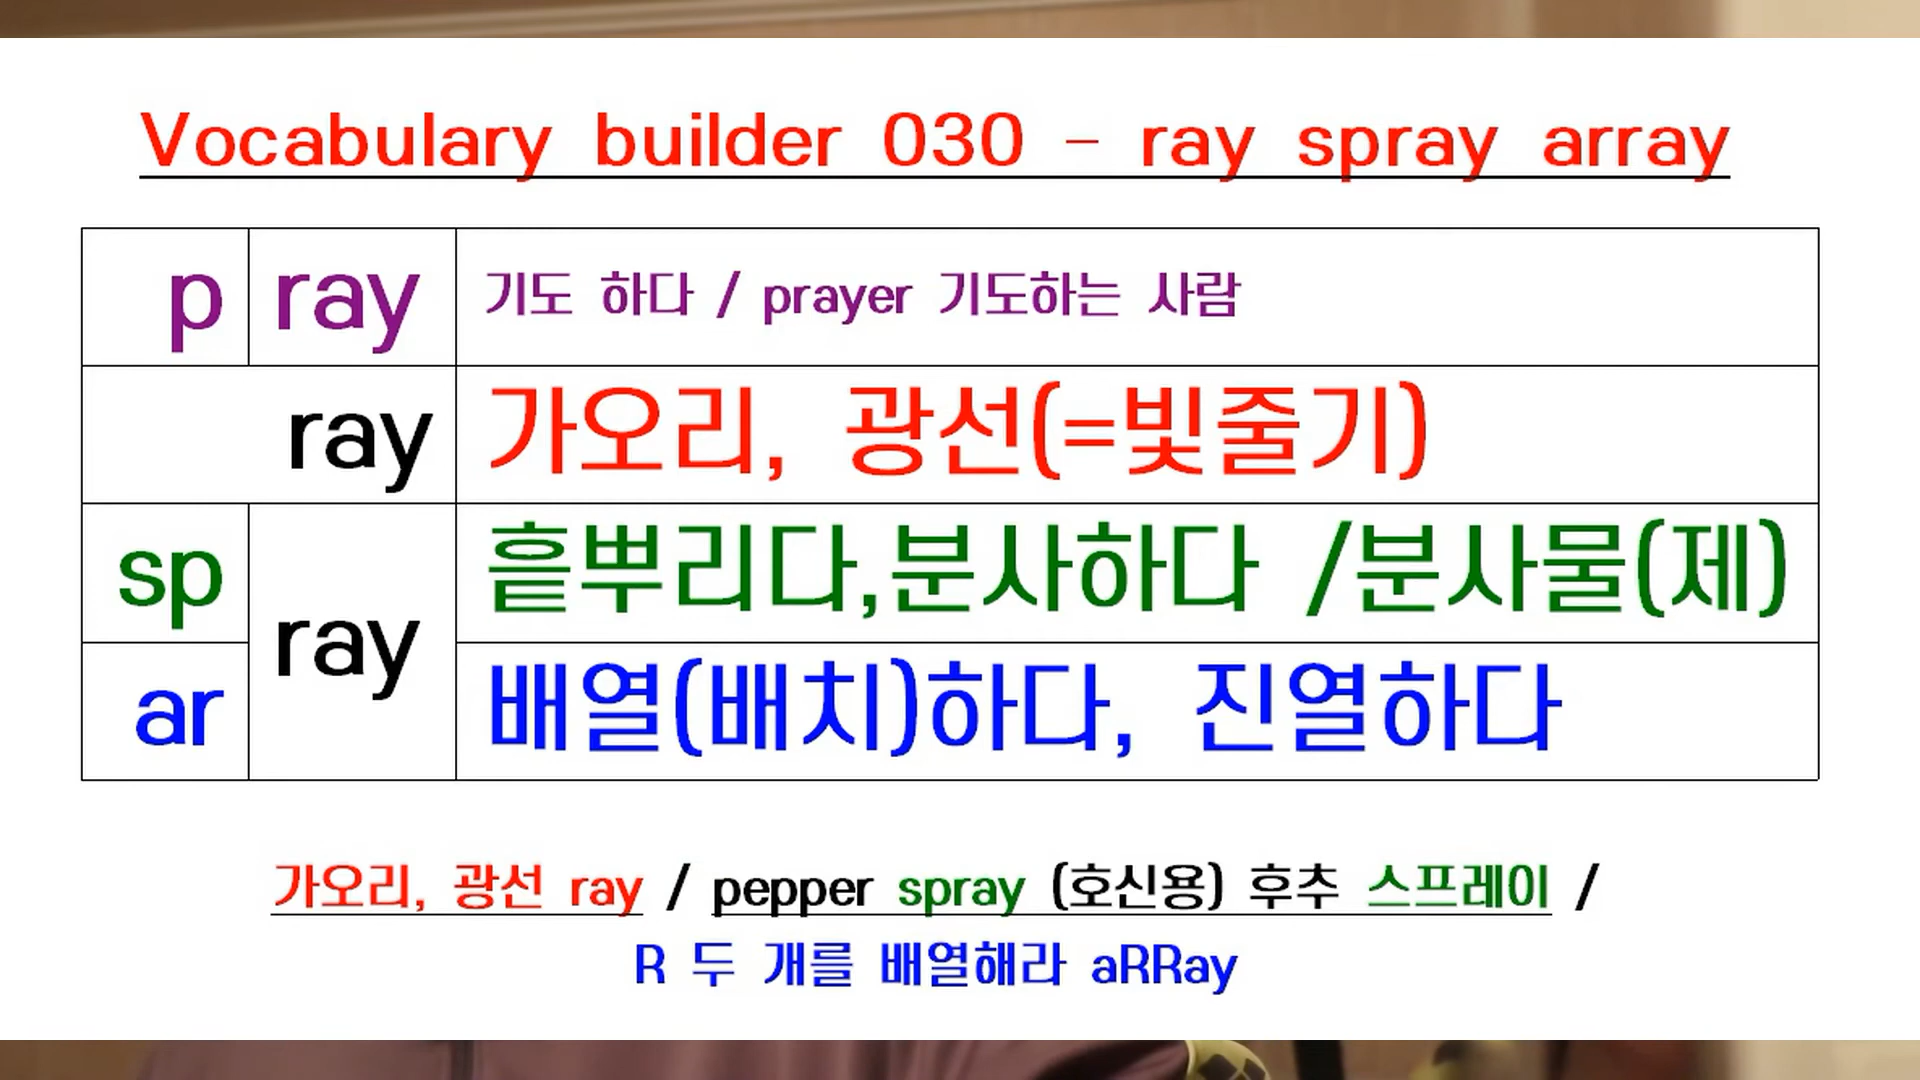 Vocabulary builder 030 - ray spray array
p ray 기도 하다 / prayer 기도하는 사람
ray 가오리, 광선(=빛줄기)
sp 흩뿌리다,분사하다 /분사물(제)
ray
ar 배열(배치)하다, 진열하다
가오리, 광선 ray / pepper spray (호신용) 후추 스프레이 /
R 두 개를 배열해라 aRRay